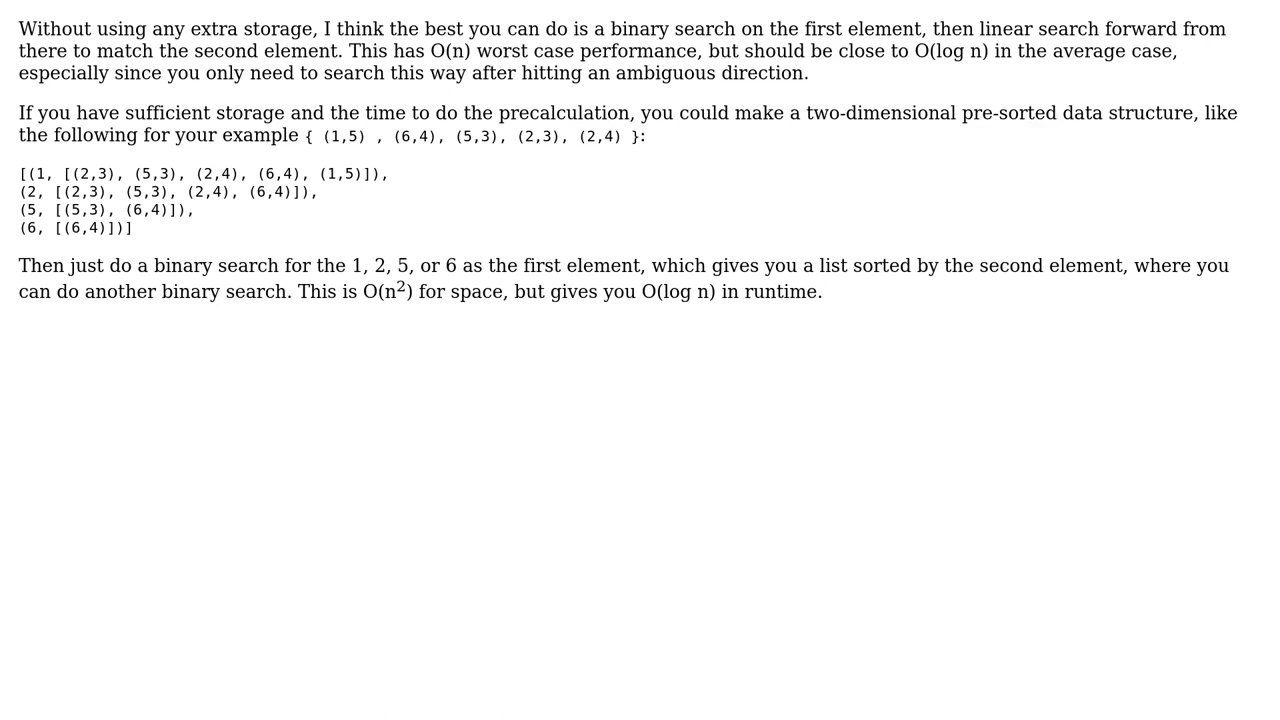 Without using any extra storage, I think the best you can do is a binary search on the first element, then linear search forward from
there to match the second element. This has O(n) worst case performance, but should be close to O(log n) in the average case,
especially since you only need to search this way after hitting an ambiguous direction.
If you have sufficient storage and the time to do the precalculation, you could make a two-dimensional pre-sorted data structure, like
the following for your example { (1,5) , (6,4), (5,3), (2,3), (2,4) }:
[(1, [(2,3), (5,3), (2,4), (6,4), (1,5)]),
(2, [(2,3), (5,3), (2,4), (6,4)]),
(5, [(5,3), (6,4)]),
(6, [(6,4)])]
Then just do a binary search for the 1, 2, 5, or 6 as the first element, which gives you a list sorted by the second element, where you
can do another binary search. This is O(n²) for space, but gives you O(log n) in runtime.